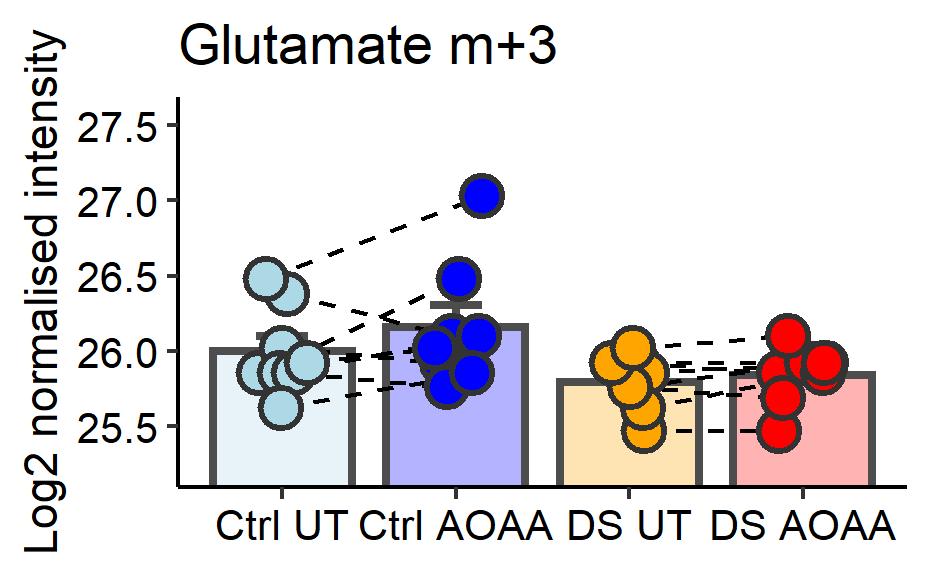 Glutamate m+3
Log2 normalised intensity
27.5
27.0
26.5
26.0
25.5
Ctrl UT Ctrl AOAA DS UT DS AOAA